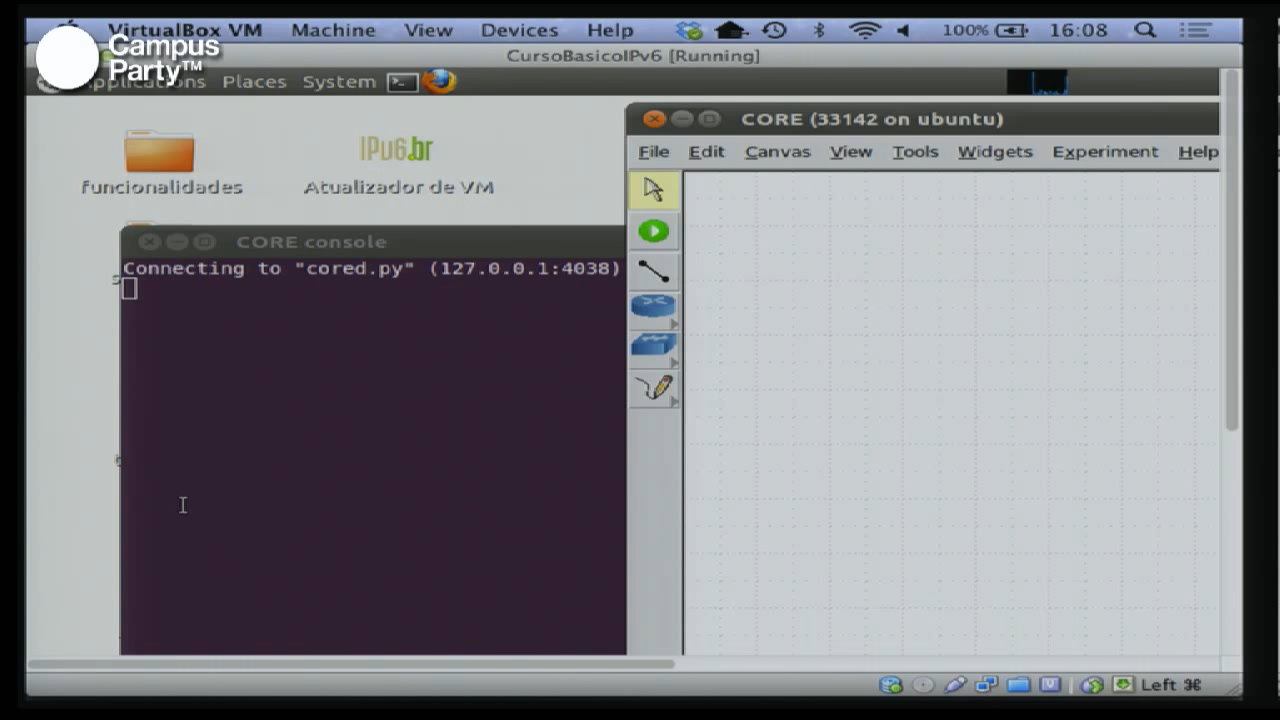 VirtualBox VM Machine View Devices Help 100% 16:08
Campus
Party™
CursoBasicoIPv6 [Running]
Applications Places System
CORE (33142 on ubuntu)
File Edit Canvas View Tools Widgets Experiment Help
IPv6.br
funcionalidades
Atualizador de VM
CORE console
Connecting to "cored.py" (127.0.0.1:4038)
Left ⌘